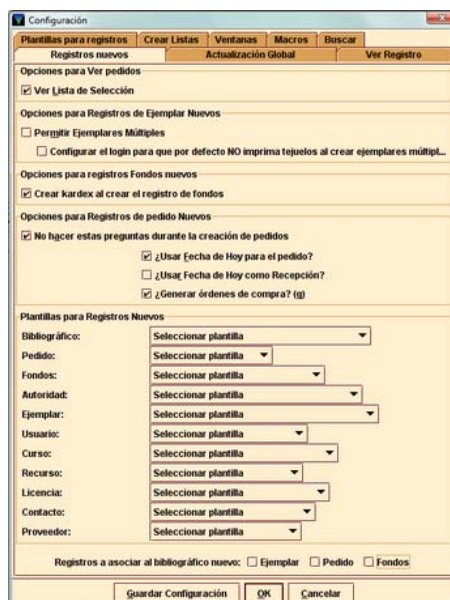 Configuración
Plantillas para registros Crear Listas Ventanas Macros Buscar
Registros nuevos Actualización Global Ver Registro
Opciones para Ver pedidos
Ver Lista de Selección
Opciones para Registros de Ejemplar Nuevos
Permitir Ejemplares Múltiples
Configurar el login para que por defecto NO imprima tejuelos al crear ejemplares múltipl...
Opciones para registros Fondos nuevos
Crear kardex al crear el registro de fondos
Opciones para Registros de pedido Nuevos
No hacer estas preguntas durante la creación de pedidos
¿Usar Fecha de Hoy para el pedido?
¿Usar Fecha de Hoy como Recepción?
¿Generar órdenes de compra? (g)
Plantillas para Registros Nuevos
Bibliográfico: Seleccionar plantilla
Pedido: Seleccionar plantilla
Fondos: Seleccionar plantilla
Autoridad: Seleccionar plantilla
Ejemplar: Seleccionar plantilla
Usuario: Seleccionar plantilla
Curso: Seleccionar plantilla
Recurso: Seleccionar plantilla
Licencia: Seleccionar plantilla
Contacto: Seleccionar plantilla
Proveedor: Seleccionar plantilla
Registros a asociar al bibliográfico nuevo: Ejemplar Pedido Fondos
Guardar Configuración OK Cancelar